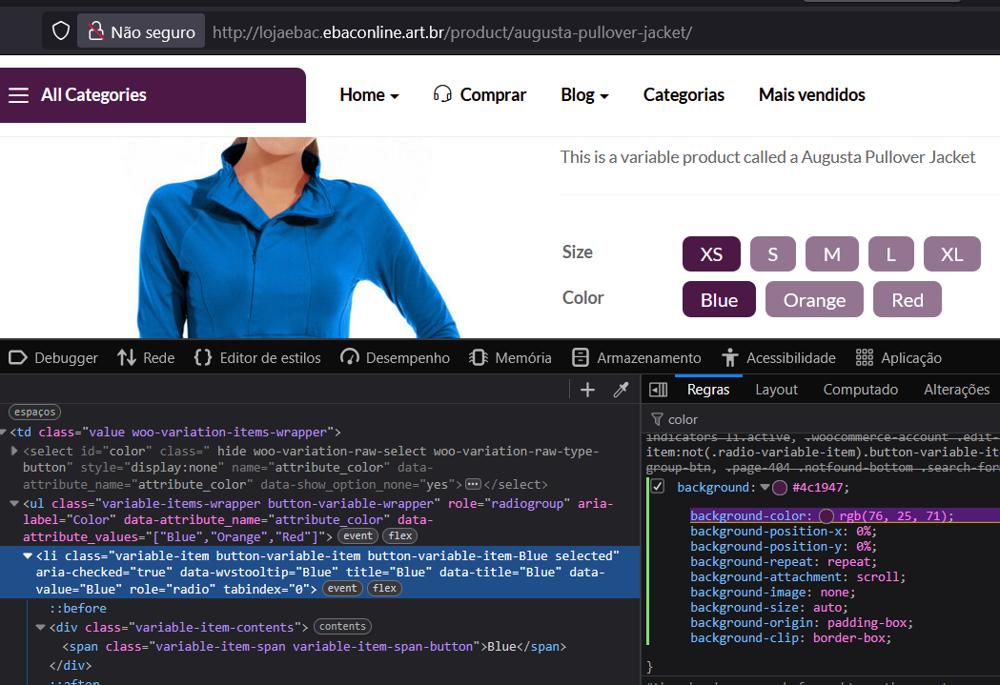 Não seguro http://lojaebac.ebaconline.art.br/product/augusta-pullover-jacket/
All Categories Home Comprar Blog Categorias Mais vendidos
This is a variable product called a Augusta Pullover Jacket
Size XS S M L XL
Color Blue Orange Red
Debugger Rede Editor de estilos Desempenho Memória Armazenamento Acessibilidade Aplicação
espaços
<td class="value woo-variation-items-wrapper">
<select id="color" class=" hide woo-variation-raw-select woo-variation-raw-type-
button" style="display:none" name="attribute_color" data-
attribute_name="attribute_color" data-show_option_none="yes"></select>
<ul class="variable-items-wrapper button-variable-wrapper" role="radiogroup" aria-
label="Color" data-attribute_name="attribute_color" data-
attribute_values="["Blue","Orange","Red"]"> event flex
<li class="variable-item button-variable-item button-variable-item-Blue selected"
aria-checked="true" data-wvstooltip="Blue" title="Blue" data-title="Blue" data-
value="Blue" role="radio" tabindex="0"> event flex
::before
<div class="variable-item-contents"> contents
<span class="variable-item-span variable-item-span-button">Blue</span>
</div>
::after
Regras Layout Computado Alterações
color
indicators li.active, .woocommerce-account .edit-
item:not(.radio-variable-item).button-variable-it
group-btn, .page-404 .notfound-bottom .search-for
background: #4c1947;
background-color: rgb(76, 25, 71);
background-position-x: 0%;
background-position-y: 0%;
background-repeat: repeat;
background-attachment: scroll;
background-image: none;
background-size: auto;
background-origin: padding-box;
background-clip: border-box;
}